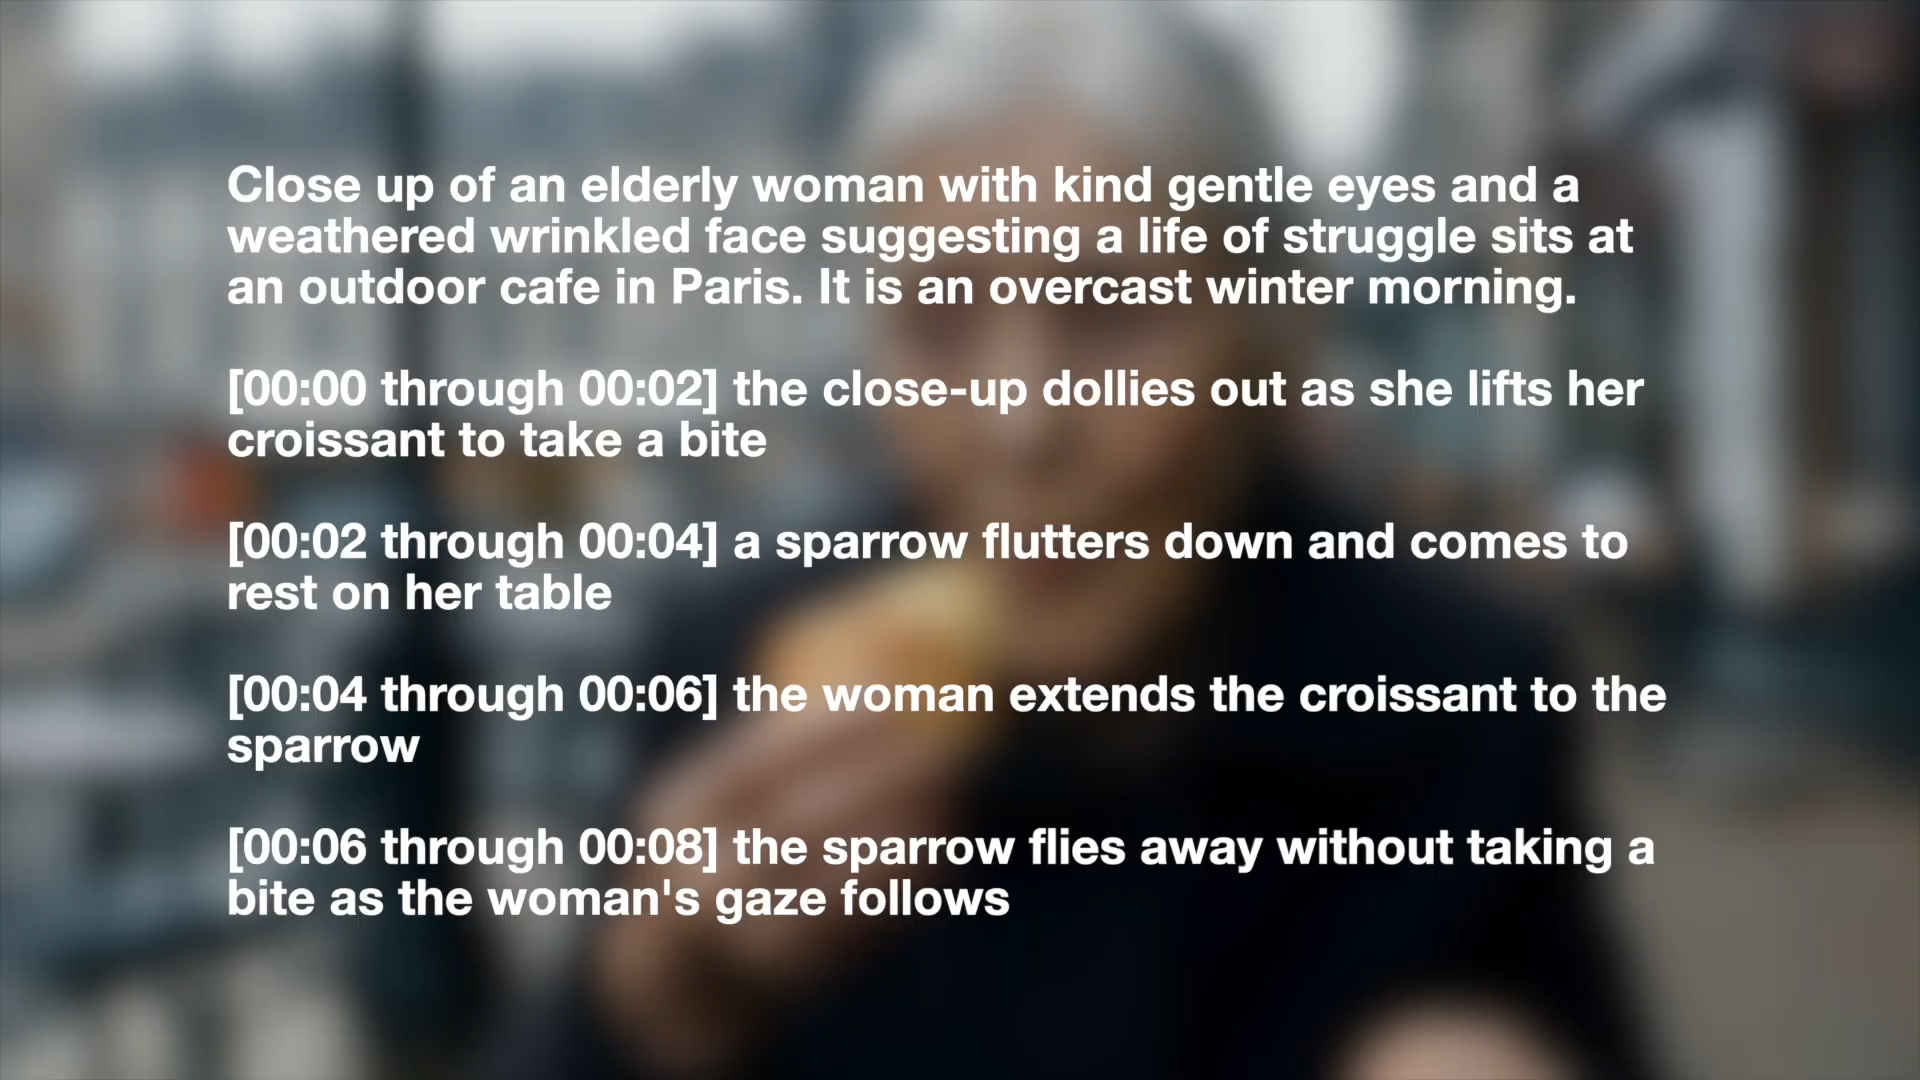 Close up of an elderly woman with kind gentle eyes and a
weathered wrinkled face suggesting a life of struggle sits at
an outdoor cafe in Paris. It is an overcast winter morning.
[00:00 through 00:02] the close-up dollies out as she lifts her
croissant to take a bite
[00:02 through 00:04] a sparrow flutters down and comes to
rest on her table
[00:04 through 00:06] the woman extends the croissant to the
sparrow
[00:06 through 00:08] the sparrow flies away without taking a
bite as the woman's gaze follows